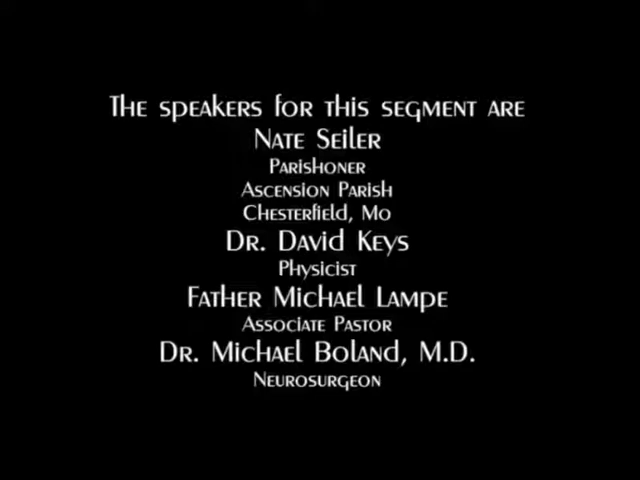 The speakers for this segment are
Nate Seiler
Parishoner
Ascension Parish
Chesterfield, Mo
Dr. David Keys
Physicist
Father Michael Lampe
Associate Pastor
Dr. Michael Boland, M.D.
Neurosurgeon